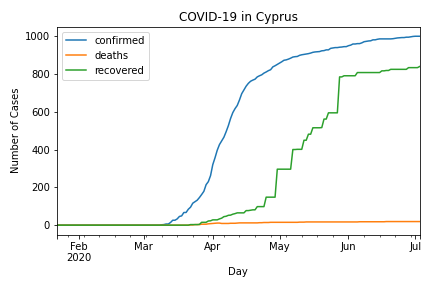 COVID-19 in Cyprus
confirmed
deaths
recovered
Number of Cases
1000
800
600
400
200
0
Feb
2020
Mar
Apr
May
Jun
Jul
Day